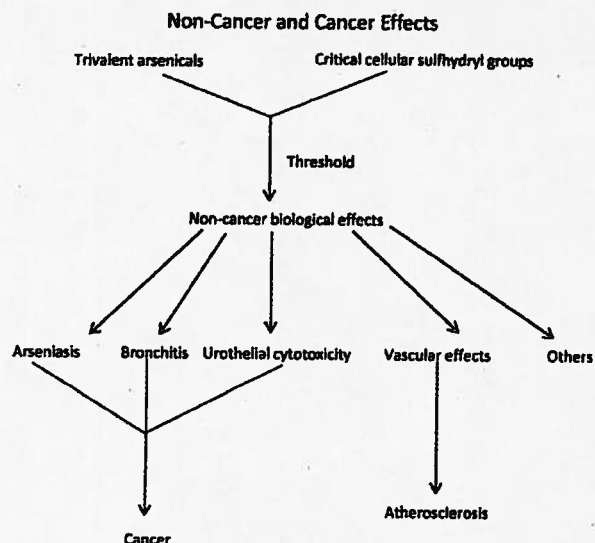 Non-Cancer and Cancer Effects
Trivalent arsenicals
Critical cellular sulfhydryl groups
Threshold
Non-cancer biological effects
Arseniasis
Bronchitis
Urothelial cytotoxicity
Vascular effects
Others
Atherosclerosis
Cancer